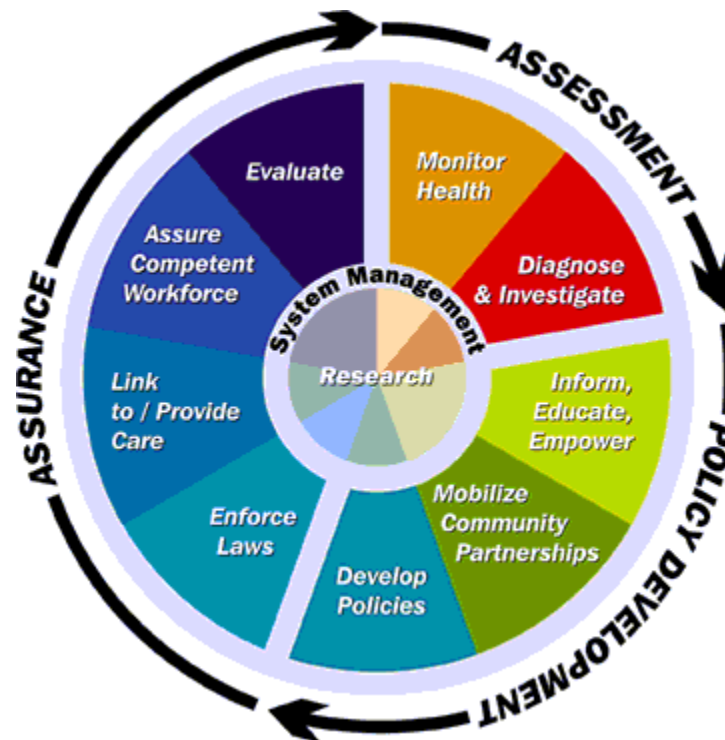 ASSESSMENT
Monitor
Health
Diagnose
& Investigate
POLICY DEVELOPMENT
Inform,
Educate,
Empower
Mobilize
Community
Partnerships
Develop
Policies
ASSURANCE
Enforce
Laws
Link
to / Provide
Care
Assure
Competent
Workforce
Evaluate
System Management
Research